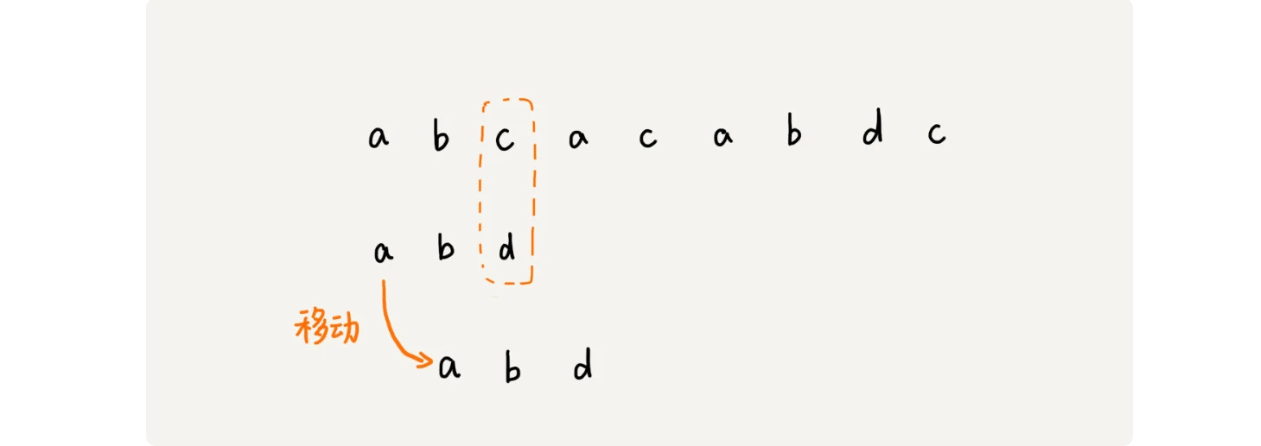 a b c a c a b d c
a b d
移动
a b d